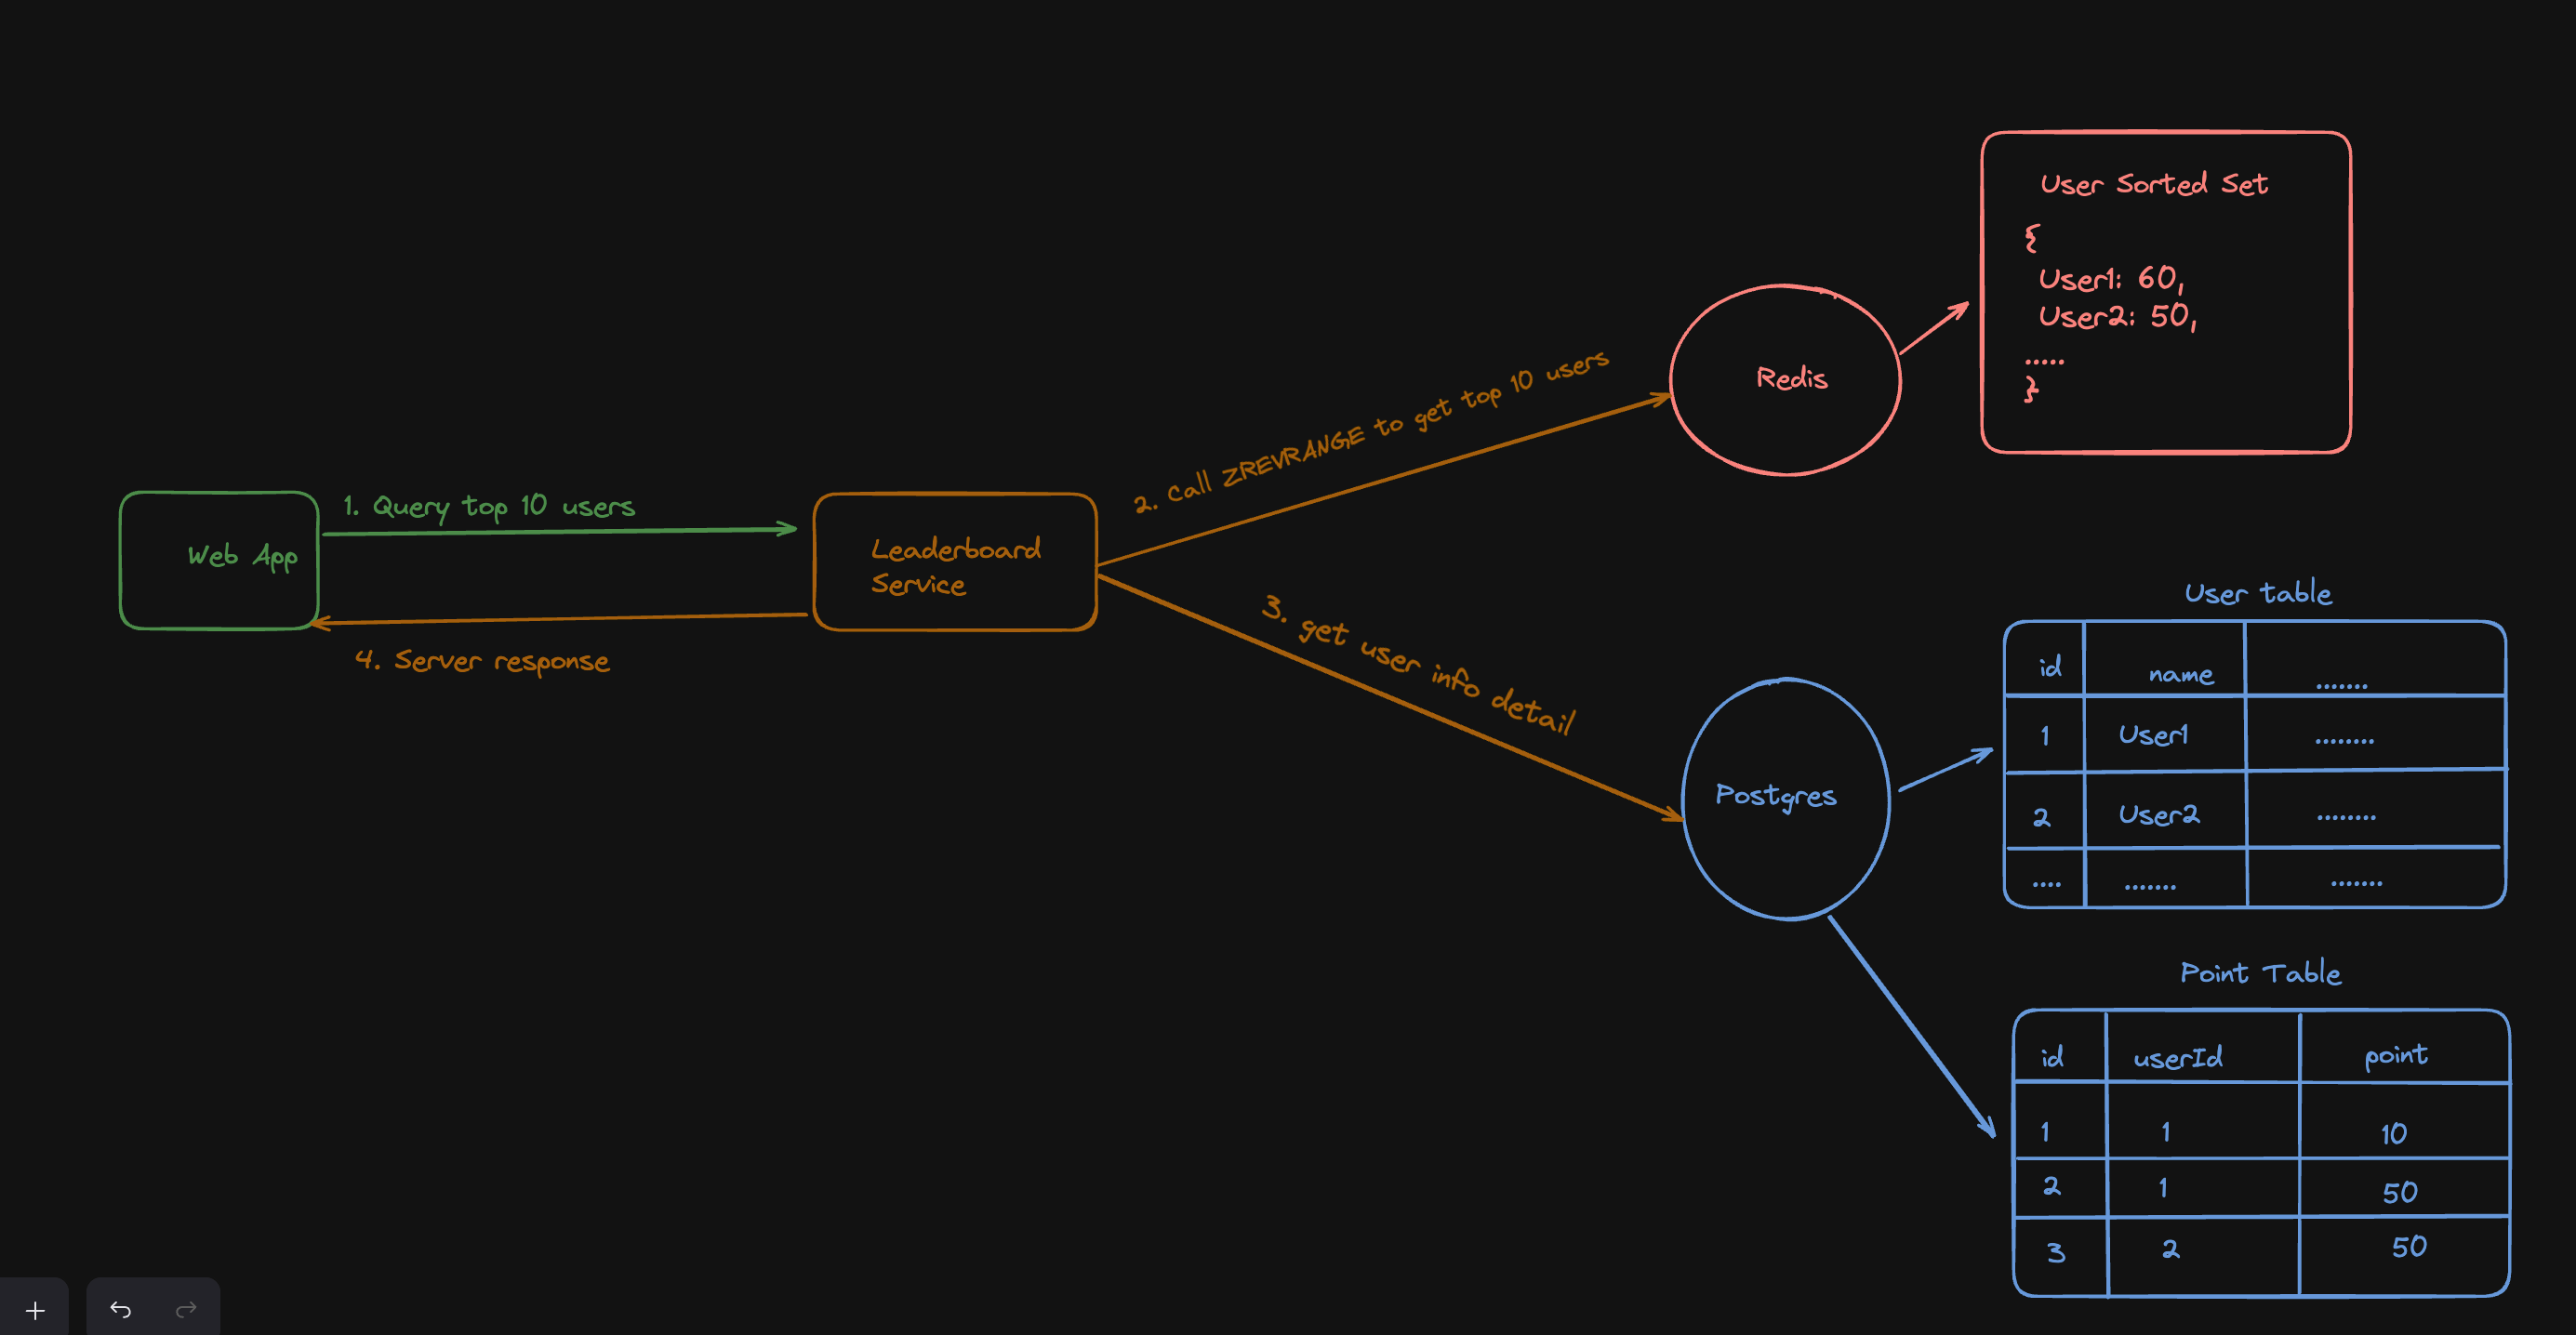 Web App
1. Query top 10 users
4. Server response
Leaderboard
Service
2. Call ZREVRANGE to get top 10 users
3. get user info detail
Redis
User Sorted Set
{
User1: 60,
User2: 50,
.....
}
Postgres
User table
id name .......
1 User1 ........
2 User2 ........
.... ....... .......
Point Table
id userId point
1 1 10
2 1 50
3 2 50